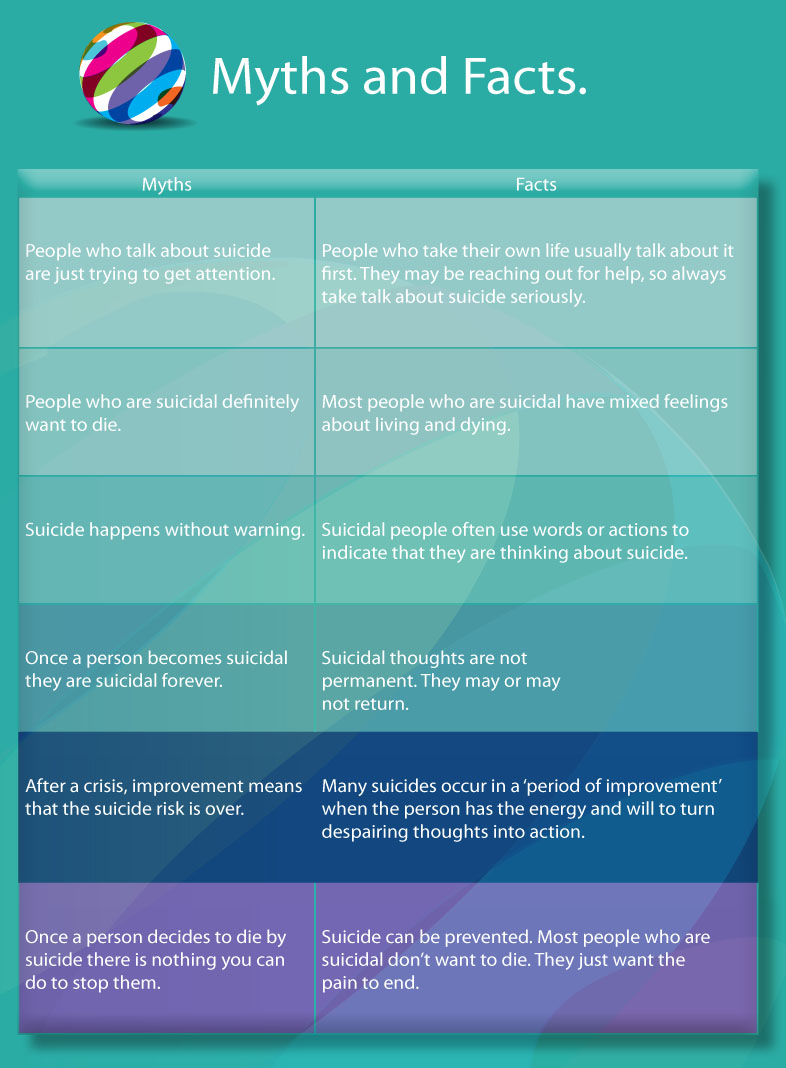 Myths and Facts.
Myths
Facts
People who talk about suicide
are just trying to get attention.
People who take their own life usually talk about it
first. They may be reaching out for help, so always
take talk about suicide seriously.
People who are suicidal definitely
want to die.
Most people who are suicidal have mixed feelings
about living and dying.
Suicide happens without warning.
Suicidal people often use words or actions to
indicate that they are thinking about suicide.
Once a person becomes suicidal
they are suicidal forever.
Suicidal thoughts are not
permanent. They may or may
not return.
After a crisis, improvement means
that the suicide risk is over.
Many suicides occur in a ‘period of improvement’
when the person has the energy and will to turn
despairing thoughts into action.
Once a person decides to die by
suicide there is nothing you can
do to stop them.
Suicide can be prevented. Most people who are
suicidal don’t want to die. They just want the
pain to end.